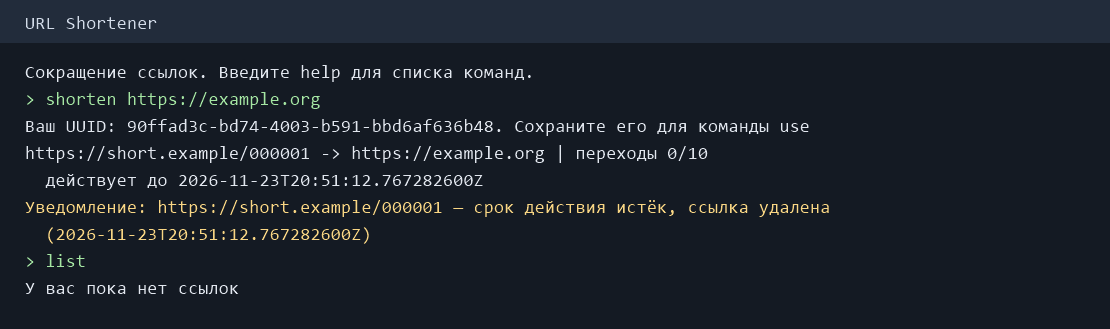 URL Shortener
Сокращение ссылок. Введите help для списка команд.
> shorten https://example.org
Ваш UUID: 90ffad3c-bd74-4003-b591-bbd6af636b48. Сохраните его для команды use
https://short.example/000001 -> https://example.org | переходы 0/10
действует до 2026-11-23T20:51:12.767282600Z
Уведомление: https://short.example/000001 — срок действия истёк, ссылка удалена
(2026-11-23T20:51:12.767282600Z)
> list
У вас пока нет ссылок